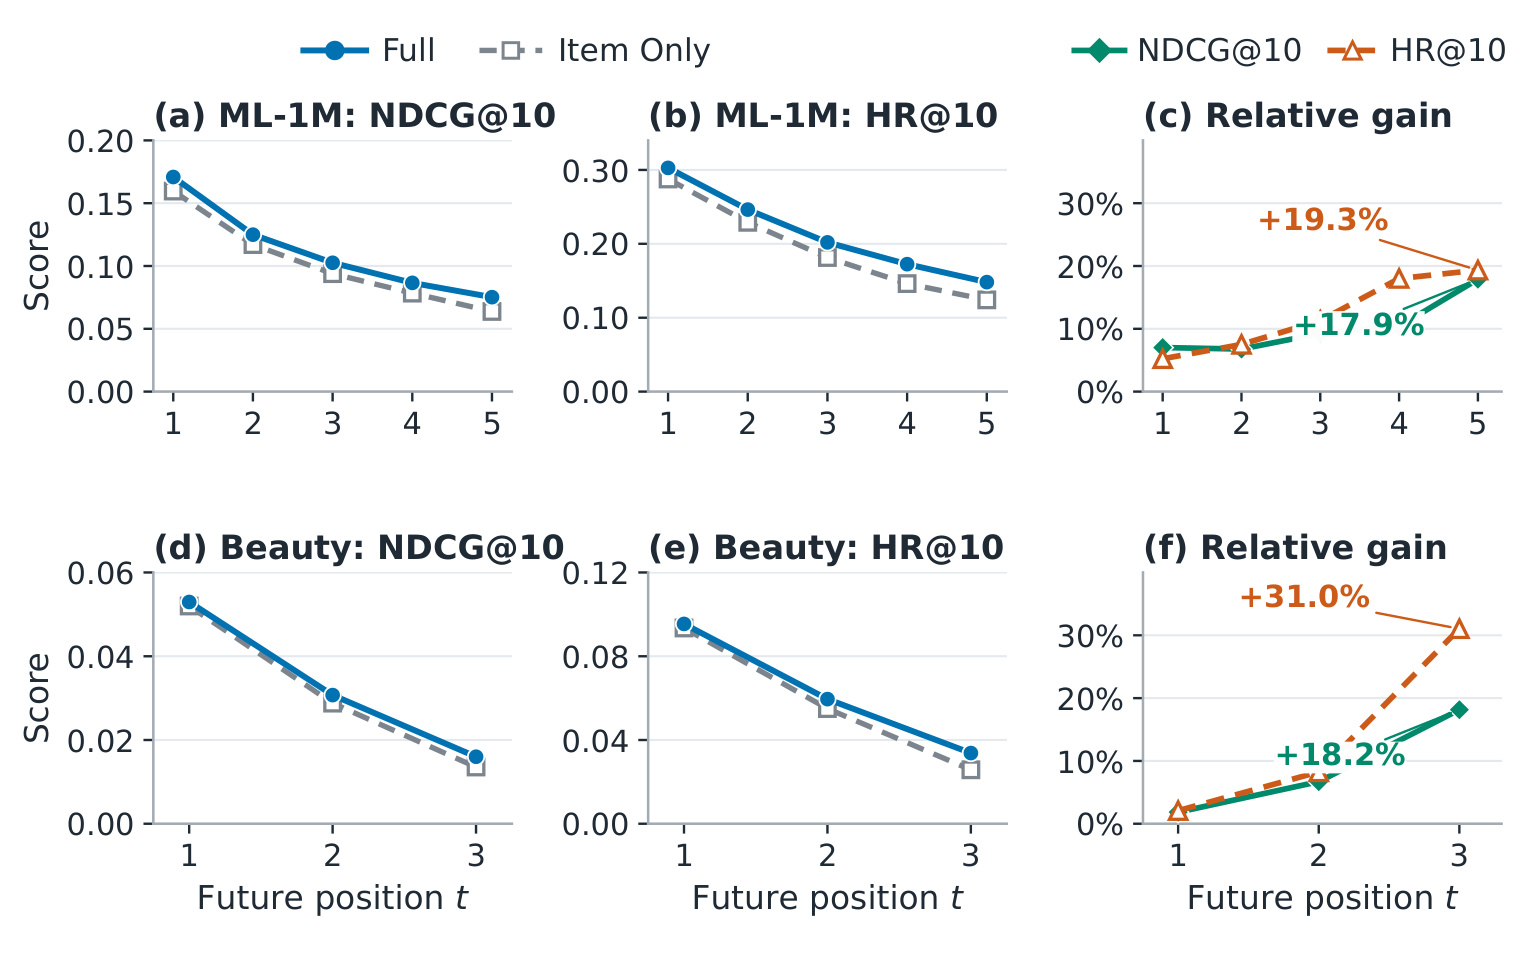 Full Item Only NDCG@10 HR@10
(a) ML-1M: NDCG@10 (b) ML-1M: HR@10 (c) Relative gain
Score
0.20
0.15
0.10
0.05
0.00
1 2 3 4 5
0.30
0.20
0.10
0.00
1 2 3 4 5
30%
20%
10%
0%
+19.3%
+17.9%
1 2 3 4 5
(d) Beauty: NDCG@10 (e) Beauty: HR@10 (f) Relative gain
Score
0.06
0.04
0.02
0.00
1 2 3
Future position t
0.12
0.08
0.04
0.00
1 2 3
Future position t
30%
20%
10%
0%
+31.0%
+18.2%
1 2 3
Future position t